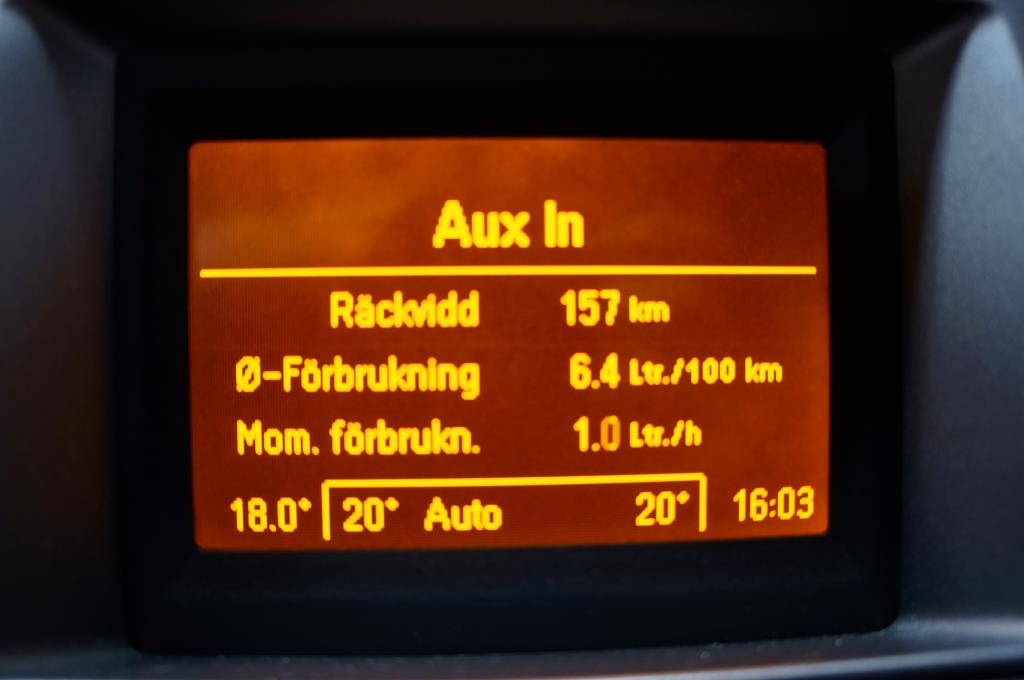 Aux In
Räckvidd 157 km
Ø-Förbrukning 6.4 Ltr./100 km
Mom. förbrukn. 1.0 Ltr./h
18.0° 20° Auto 20° 16:03